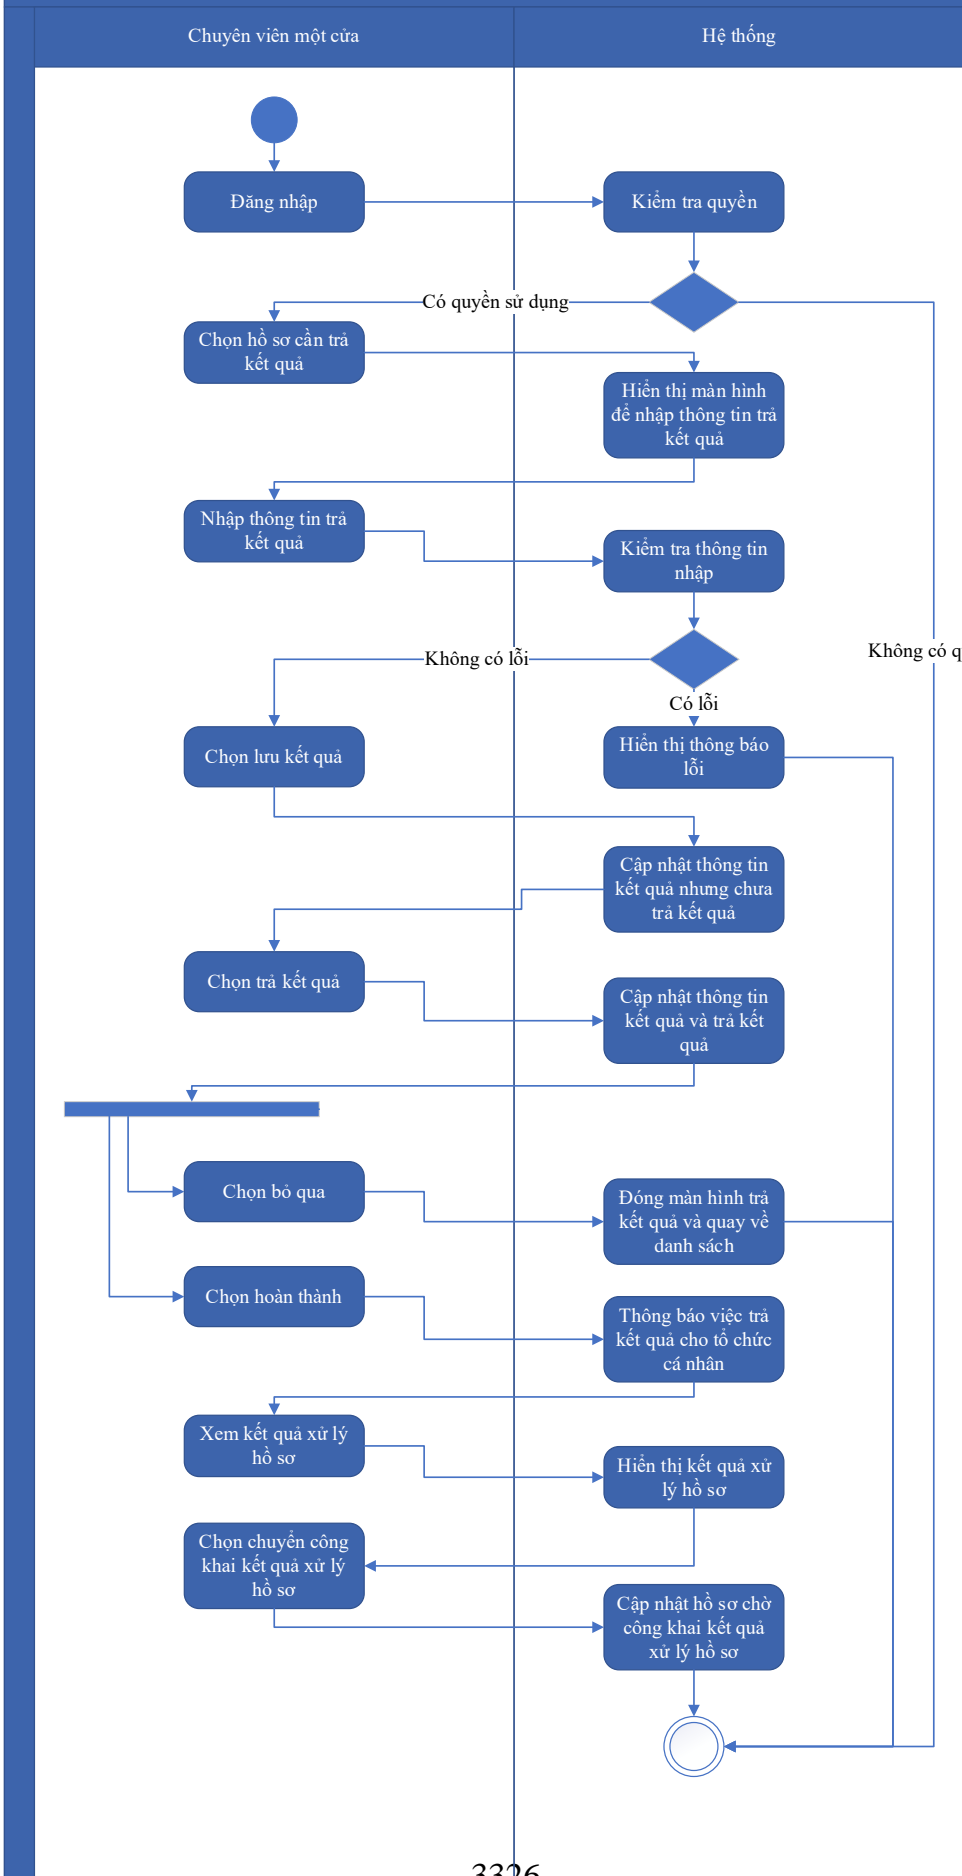 Chuyên viên một cửa
Hệ thống
Đăng nhập
Kiểm tra quyền
Có quyền sử dụng
Chọn hồ sơ cần trả
kết quả
Hiển thị màn hình
để nhập thông tin trả
kết quả
Nhập thông tin trả
kết quả
Kiểm tra thông tin
nhập
Không có q
Không có lỗi
Có lỗi
Chọn lưu kết quả
Hiển thị thông báo
lỗi
Cập nhật thông tin
kết quả nhưng chưa
trả kết quả
Chọn trả kết quả
Cập nhật thông tin
kết quả và trả kết
quả
Chọn bỏ qua
Đóng màn hình trả
kết quả và quay về
danh sách
Chọn hoàn thành
Thông báo việc trả
kết quả cho tổ chức
cá nhân
Xem kết quả xử lý
hồ sơ
Hiển thị kết quả xử
lý hồ sơ
Chọn chuyển công
khai kết quả xử lý
hồ sơ
Cập nhật hồ sơ chờ
công khai kết quả
xử lý hồ sơ
3326